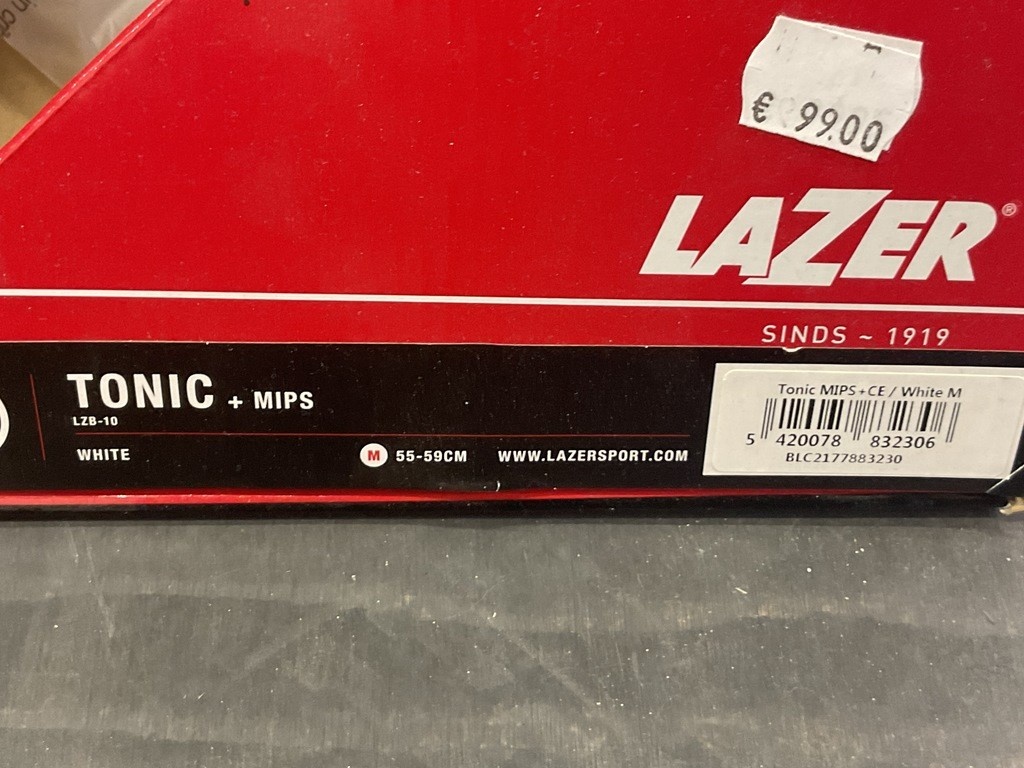 € 99.00
LAZER®
SINDS ~ 1919
TONIC + MIPS
LZB-10
WHITE
M 55-59CM WWW.LAZERSPORT.COM
Tonic MIPS+CE / White M
5 420078 832306
BLC2177883230